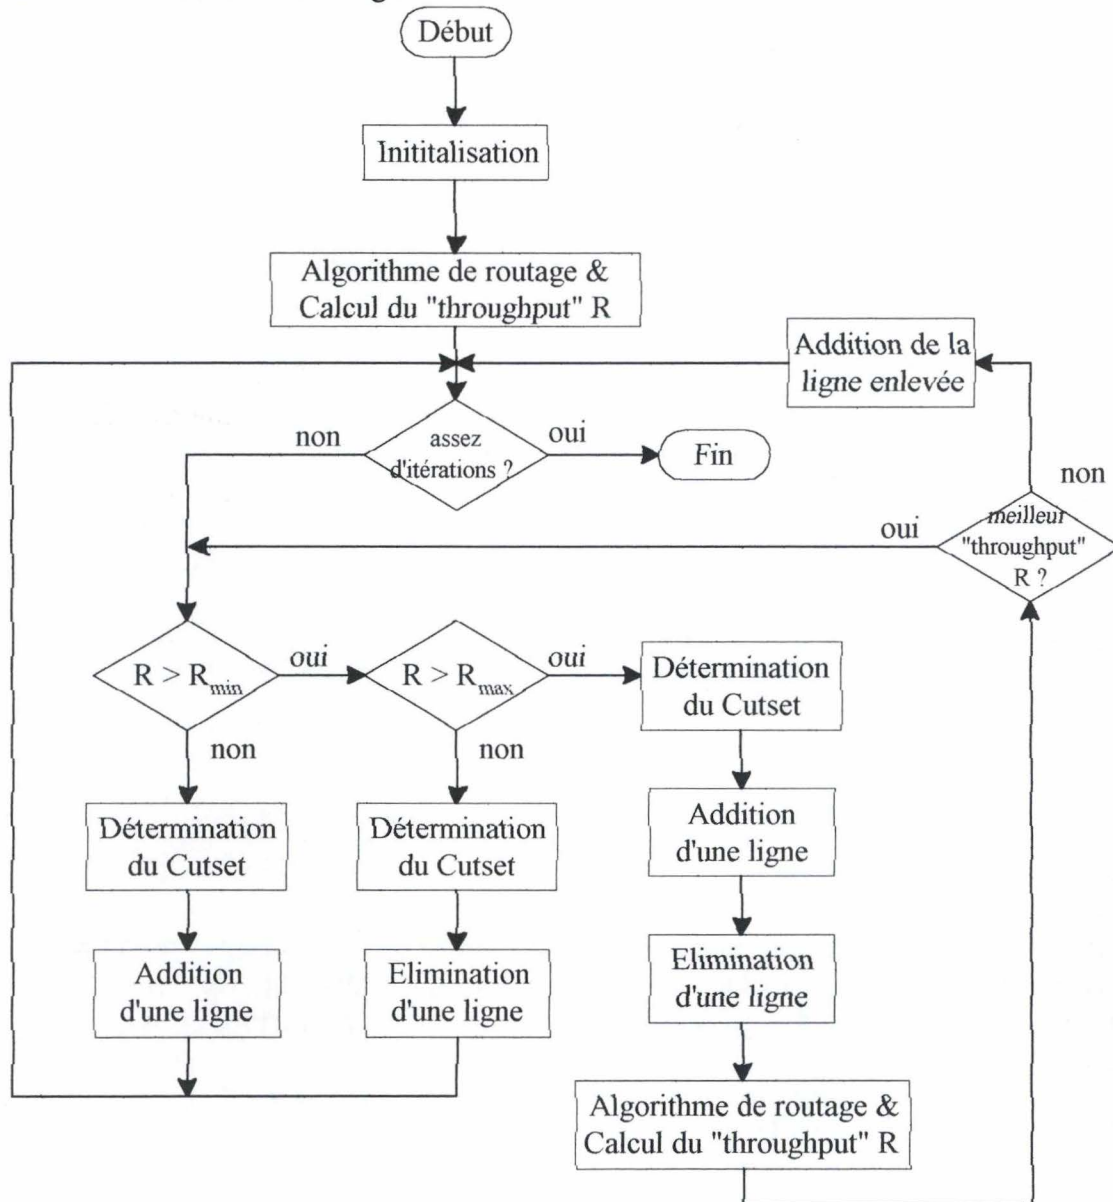 Début
Inititalisation
Algorithme de routage &
Calcul du "throughput" R
Addition de la
ligne enlevée
non
assez
d'itérations ?
oui
Fin
non
oui
meilleur
"throughput"
R ?
R > Rmin
oui
R > Rmax
oui
Détermination
du Cutset
non
non
Addition
d'une ligne
Détermination
du Cutset
Détermination
du Cutset
Elimination
d'une ligne
Addition
d'une ligne
Elimination
d'une ligne
Algorithme de routage &
Calcul du "throughput" R